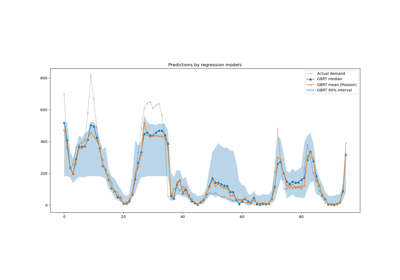 Predictions by regression models
Actual demand
GBRT median
GBRT mean (Poisson)
GBRT 90% interval
800
600
400
200
0
0
20
40
60
80